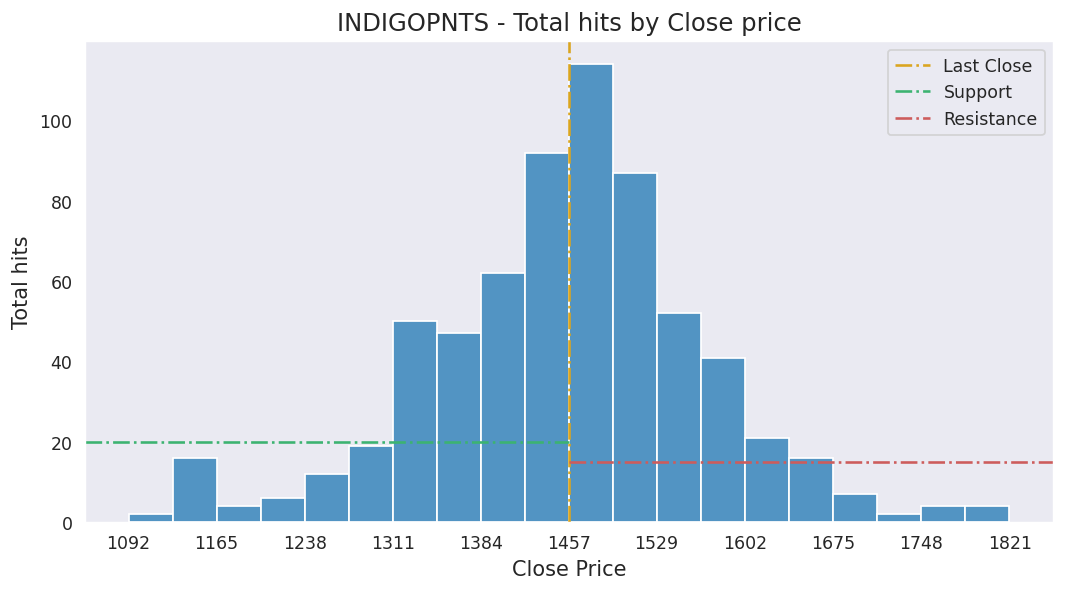 INDIGOPNTS - Total hits by Close price
Last Close
Support
Resistance
Total hits
100
80
60
40
20
0
1092 1165 1238 1311 1384 1457 1529 1602 1675 1748 1821
Close Price